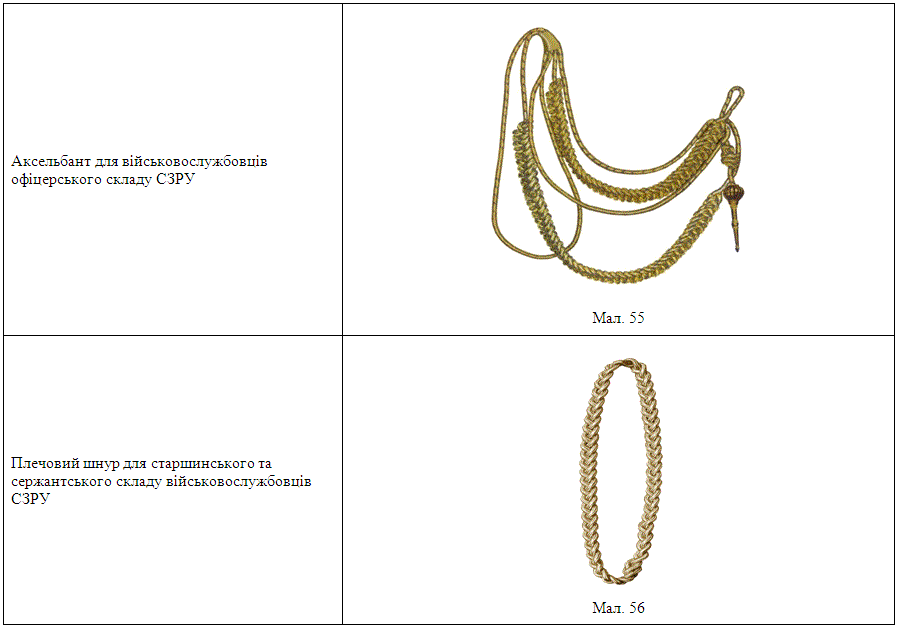 Аксельбант для військовослужбовців
офіцерського складу СЗРУ
Мал. 55
Плечовий шнур для старшинського та
сержантського складу військовослужбовців
СЗРУ
Мал. 56